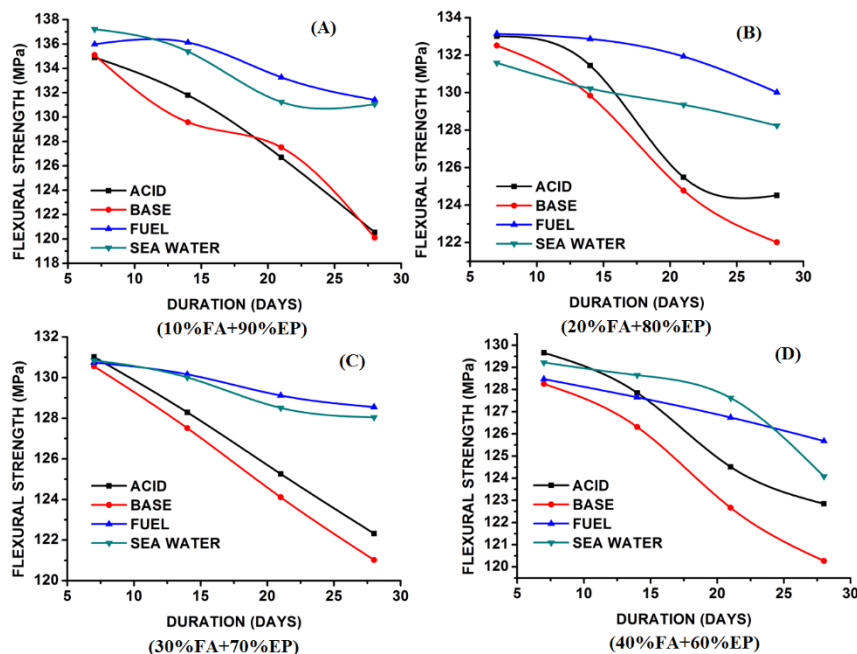 (A)
FLEXURAL STRENGTH (MPa)
138
136
134
132
130
128
126
124
122
120
118
ACID
BASE
FUEL
SEA WATER
5 10 15 20 25 30
DURATION (DAYS)
(10%FA+90%EP)
(B)
FLEXURAL STRENGTH (MPa)
134
132
130
128
126
124
122
ACID
BASE
FUEL
SEA WATER
5 10 15 20 25 30
DURATION (DAYS)
(20%FA+80%EP)
(C)
FLEXURAL STRENGTH (MPa)
132
130
128
126
124
122
120
ACID
BASE
FUEL
SEA WATER
5 10 15 20 25 30
DURATION (DAYS)
(30%FA+70%EP)
(D)
FLEXURAL STRENGTH (MPa)
130
129
128
127
126
125
124
123
122
121
120
ACID
BASE
FUEL
SEA WATER
5 10 15 20 25 30
DURATION (DAYS)
(40%FA+60%EP)